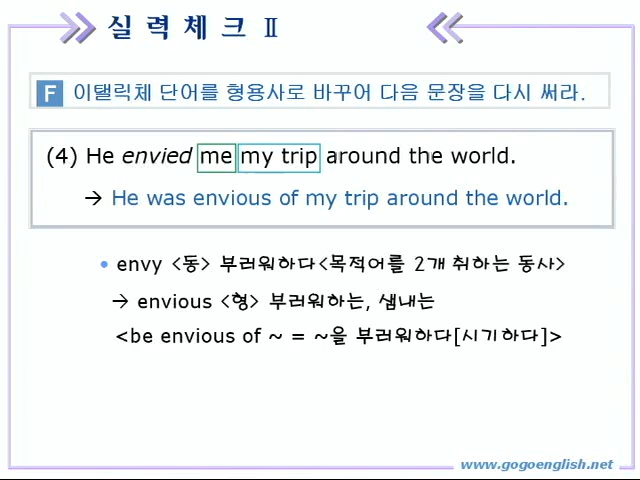 실 력 체 크 Ⅱ
F 이탤릭체 단어를 형용사로 바꾸어 다음 문장을 다시 써라.
(4) He envied me my trip around the world.
→ He was envious of my trip around the world.
• envy <동> 부러워하다<목적어를 2개 취하는 동사>
→ envious <형> 부러워하는, 샘내는
<be envious of ~ = ~을 부러워하다[시기하다]>
www.gogoenglish.net